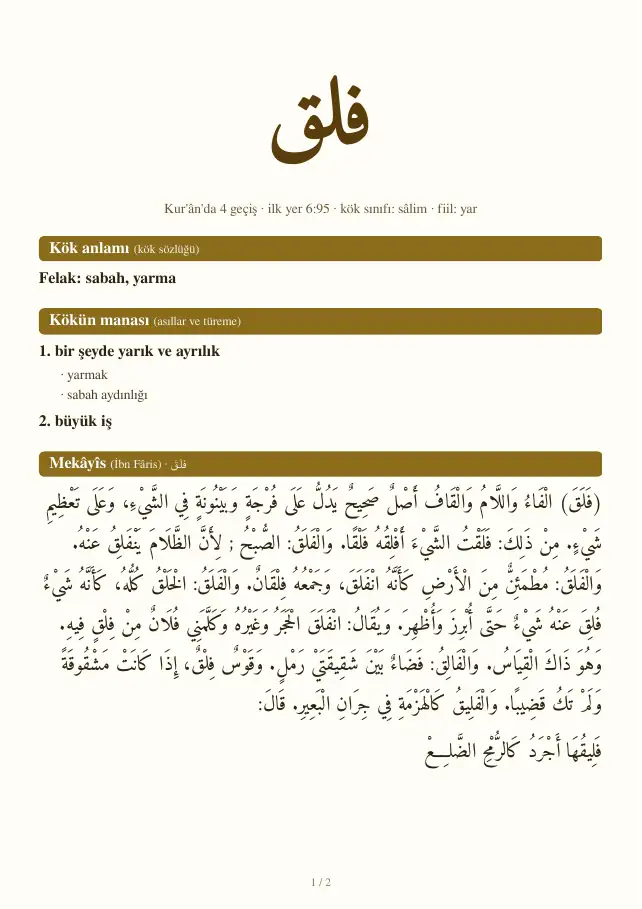 فلق
Kur'ân'da 4 geçiş · ilk yer 6:95 · kök sınıfı: sâlim · fiil: yar
Kök anlamı (kök sözlüğü)
Felak: sabah, yarma
Kökün manası (asıllar ve türeme)
1. bir şeyde yarık ve ayrılık
· yarmak
· sabah aydınlığı
2. büyük iş
Mekâyîs (İbn Fâris) · فَلَقَ
(فَلَقَ) الْفَاءُ وَاللَّامُ وَالْقَافُ أَصْلٌ صَحِيحٌ يَدُلُّ عَلَى فُرْجَةٍ وَبَيْنُونَةٍ فِي الشَّيْءِ، وَعَلَى تَعْظِيمِ
شَيْءٍ. مِنْ ذَلِكَ: فَلَقْتُ الشَّيْءَ أَفْلِقُهُ فَلْقًا. وَالْفَلَقُ: الصُّبْحُ ; لِأَنَّ الظَّلَامَ يَنْفَلِقُ عَنْهُ.
وَالْفَلَقُ: مُطْمَئِنٌّ مِنَ الْأَرْضِ كَأَنَّهُ انْفَلَقَ، وَجَمْعُهُ فِلْقَانٌ. وَالْفَلَقُ: الْخَلْقُ كُلُّهُ، كَأَنَّهُ شَيْءٌ
فُلِقَ عَنْهُ شَيْءٌ حَتَّى أُبْرِزَ وَأُظْهِرَ. وَيُقَالُ: انْفَلَقَ الْحَجَرُ وَغَيْرُهُ وَكَلَّمَنِي فُلَانٌ مِنْ فِلْقِ فِيهِ.
وَهُوَ ذَاكَ الْقِيَاسُ. وَالْفَالِقُ: فَضَاءٌ بَيْنَ شَقِيقَتَيْ رَمْلٍ. وَقَوْسٌ فِلْقٌ، إِذَا كَانَتْ مَشْقُوقَةً
وَلَمْ تَكُ قَضِيبًا. وَالْفَلِيقُ كَالْهَزْمَةِ فِي جِرَانِ الْبَعِيرِ. قَالَ:
فَلِيقُهَا أَجْرَدُ كَالرُّمْحِ الضَّلِـــعْ
1 / 2